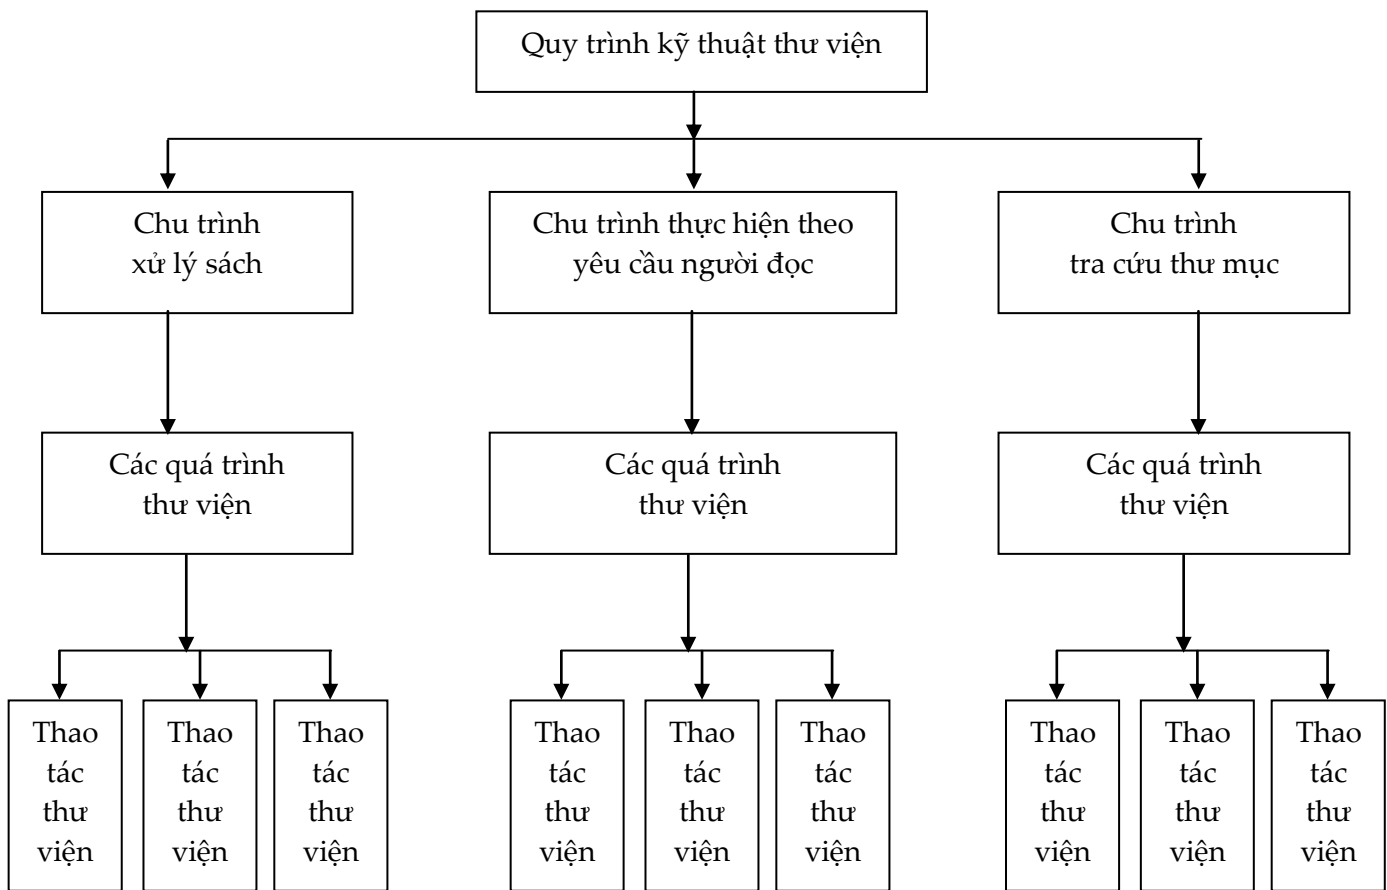 Quy trình kỹ thuật thư viện
Chu trình
xử lý sách
Chu trình thực hiện theo
yêu cầu người đọc
Chu trình
tra cứu thư mục
Các quá trình
thư viện
Các quá trình
thư viện
Các quá trình
thư viện
Thao
tác
thư
viện
Thao
tác
thư
viện
Thao
tác
thư
viện
Thao
tác
thư
viện
Thao
tác
thư
viện
Thao
tác
thư
viện
Thao
tác
thư
viện
Thao
tác
thư
viện
Thao
tác
thư
viện